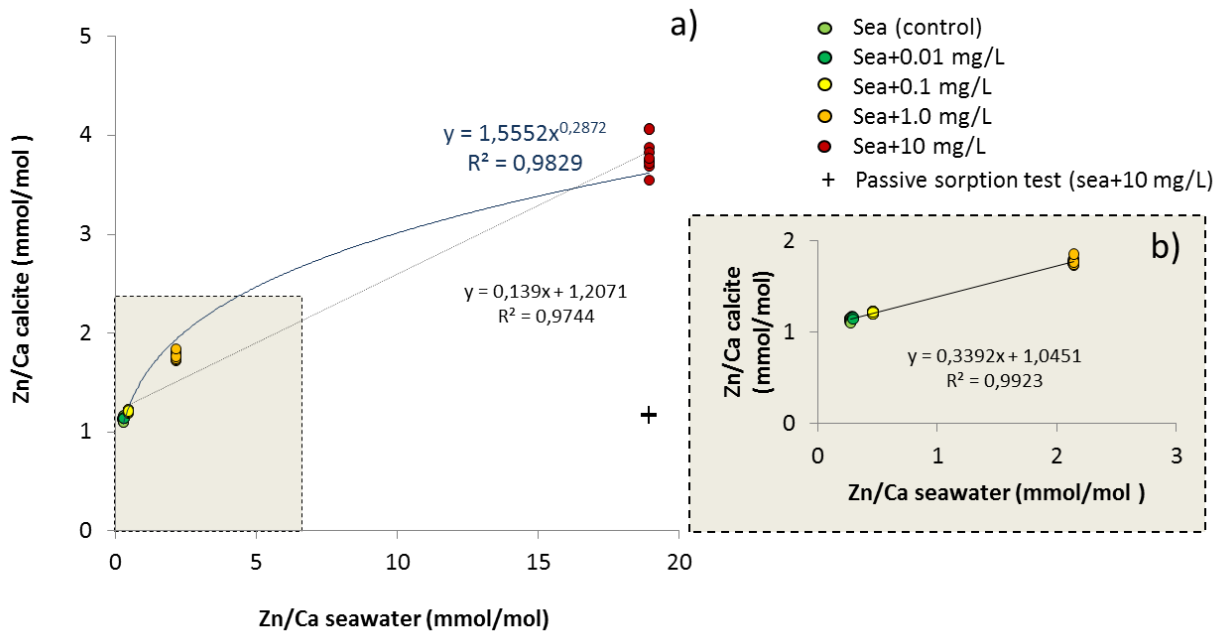 a)
5
4
3
2
1
0
0
5
10
15
20
Zn/Ca calcite (mmol/mol )
Zn/Ca seawater (mmol/mol)
y = 1,5552x^0,2872
R² = 0,9829
y = 0,139x + 1,2071
R² = 0,9744
Sea (control)
Sea+0.01 mg/L
Sea+0.1 mg/L
Sea+1.0 mg/L
Sea+10 mg/L
+ Passive sorption test (sea+10 mg/L)
b)
2
1
0
0
1
2
3
Zn/Ca calcite
(mmol/mol)
y = 0,3392x + 1,0451
R² = 0,9923
Zn/Ca seawater (mmol/mol )